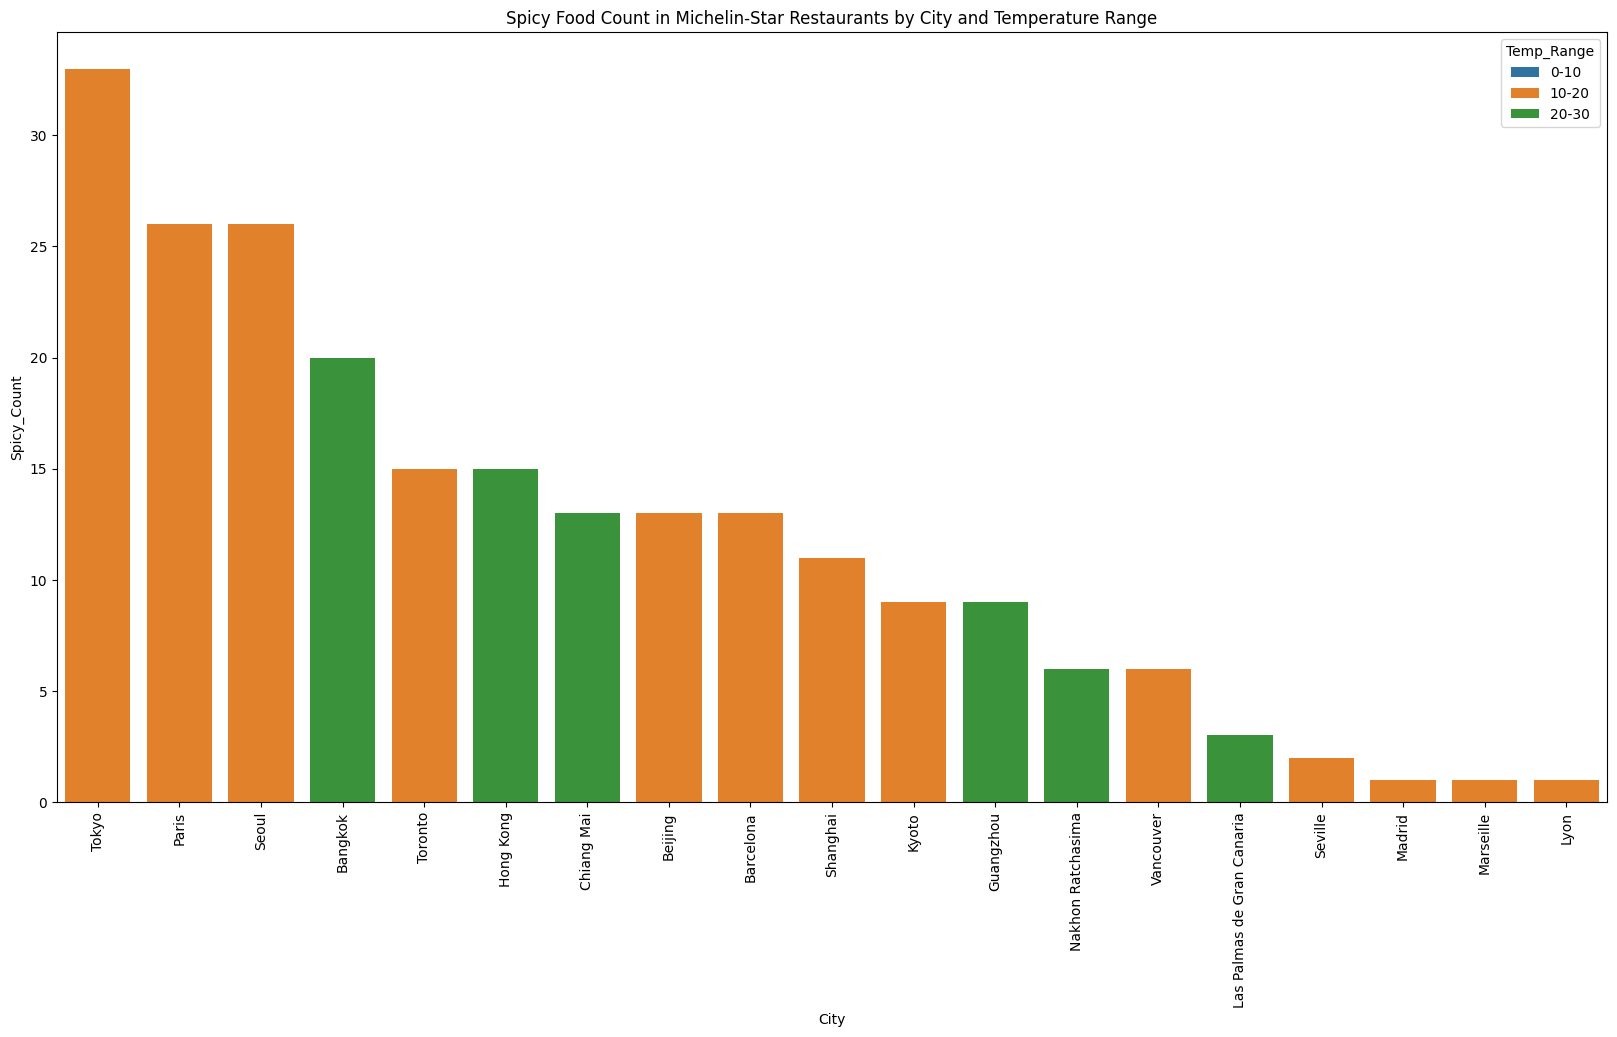 Spicy Food Count in Michelin-Star Restaurants by City and Temperature Range
Temp_Range
0-10
10-20
20-30
Spicy_Count
30
25
20
15
10
5
0
Tokyo
Paris
Seoul
Bangkok
Toronto
Hong Kong
Chiang Mai
Beijing
Barcelona
Shanghai
Kyoto
Guangzhou
Nakhon Ratchasima
Vancouver
Las Palmas de Gran Canaria
Seville
Madrid
Marseille
Lyon
City